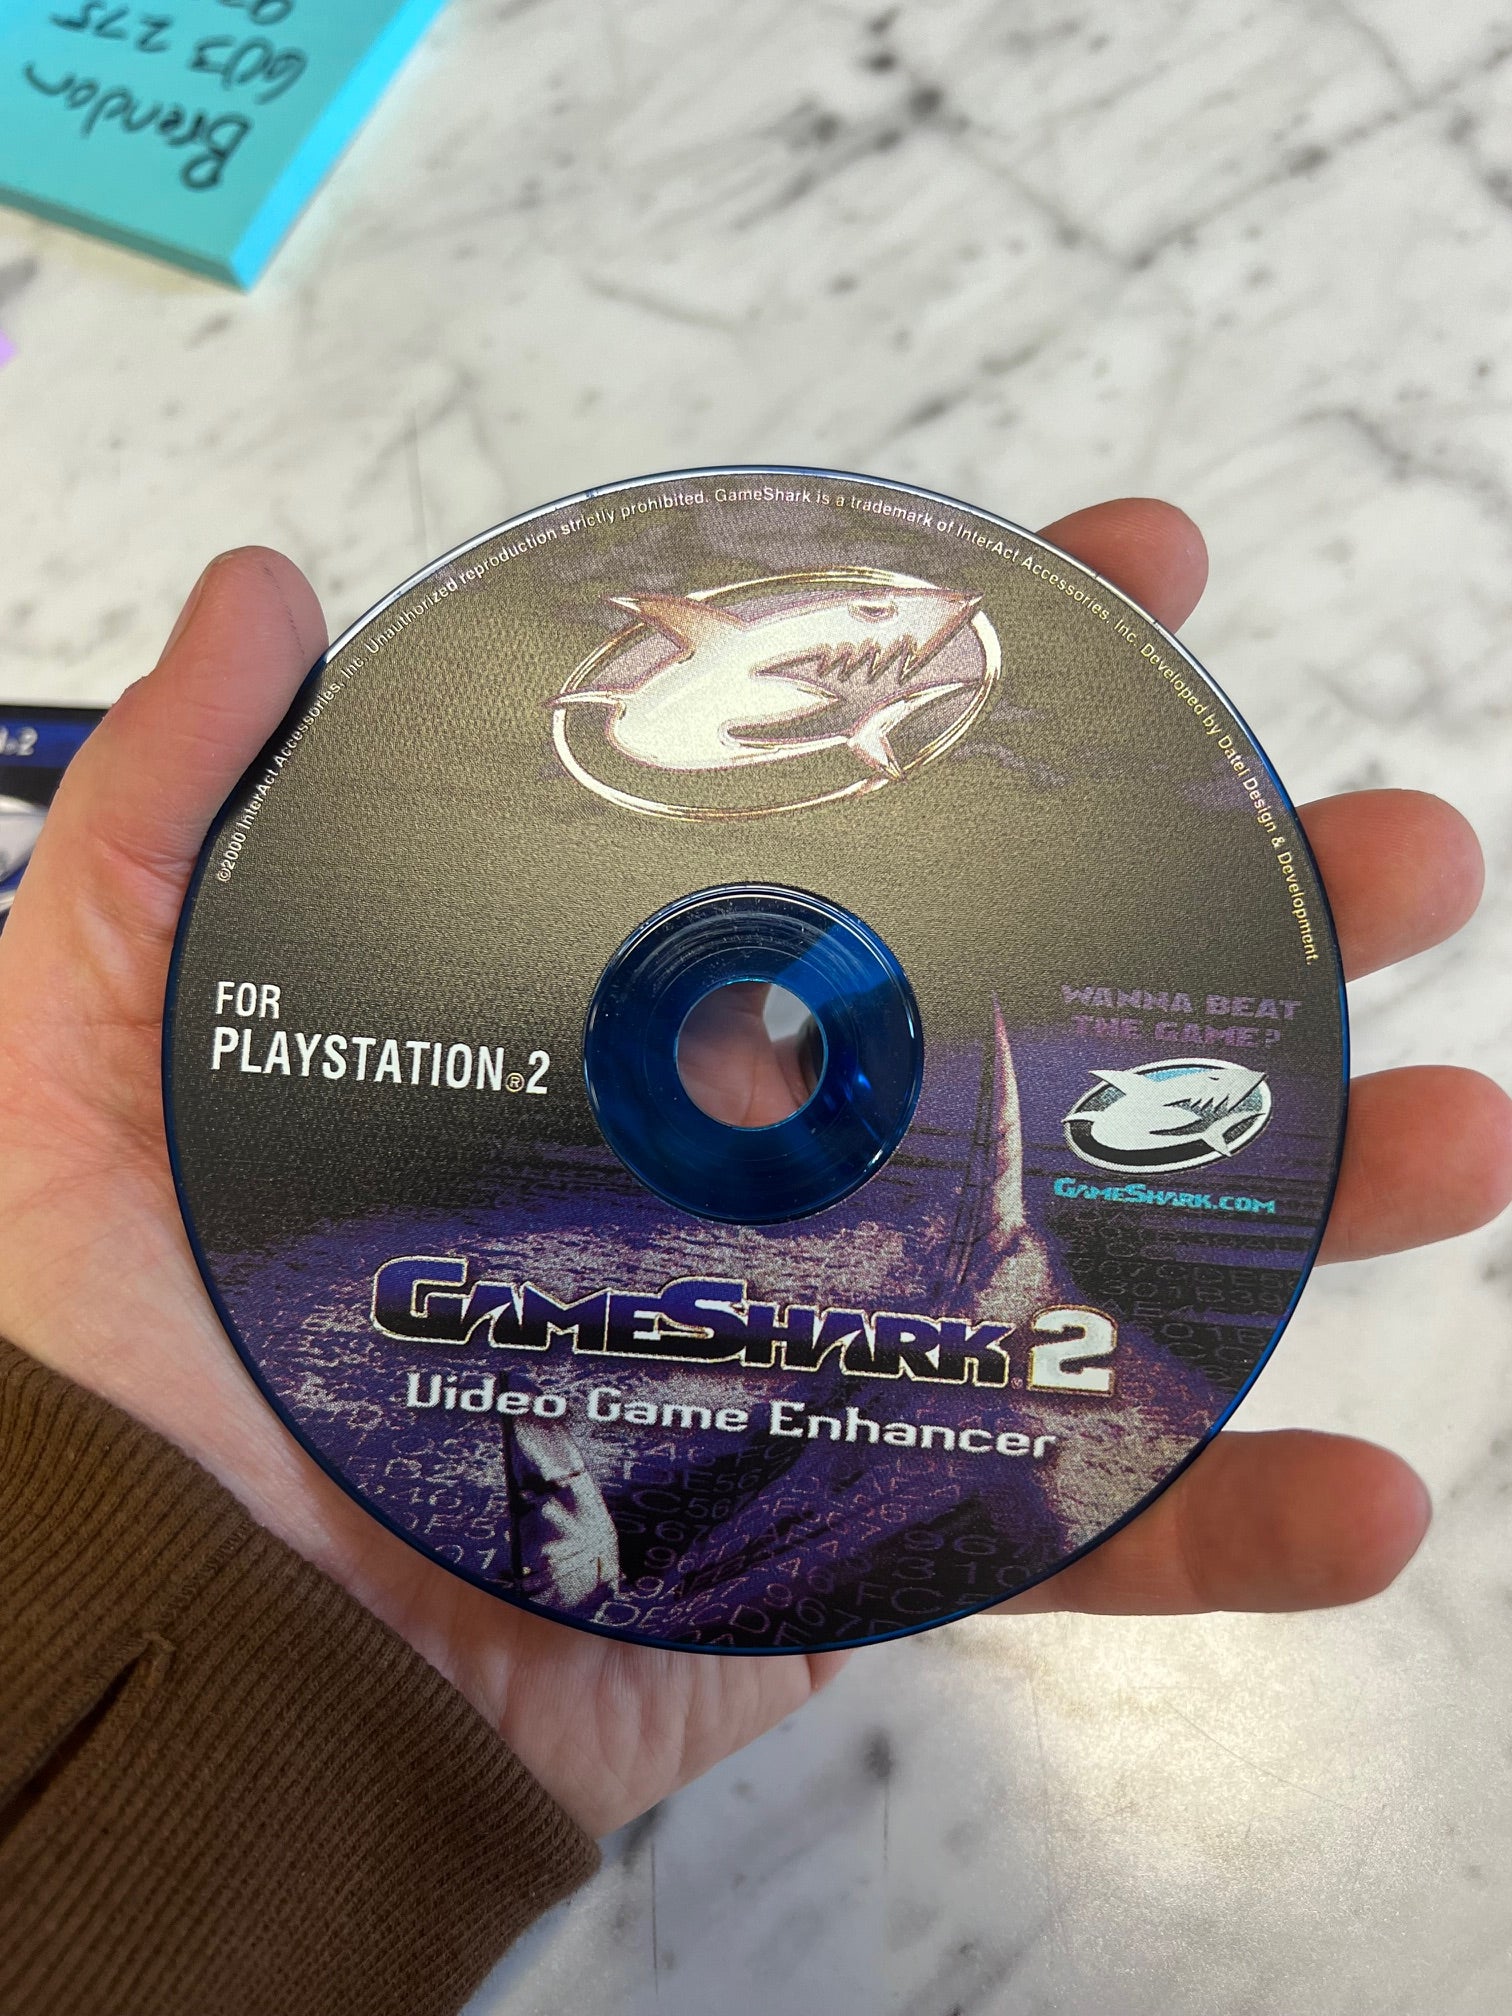 Brendan
603 275
©2000 InterAct Accessories, Inc. Unauthorized reproduction strictly prohibited. GameShark is a trademark of InterAct Accessories, Inc. Developed by Datel Design & Development.
FOR
PLAYSTATION®2
WANNA BEAT
THE GAME?
GAMESHARK.COM
GAMESHARK®2
Video Game Enhancer